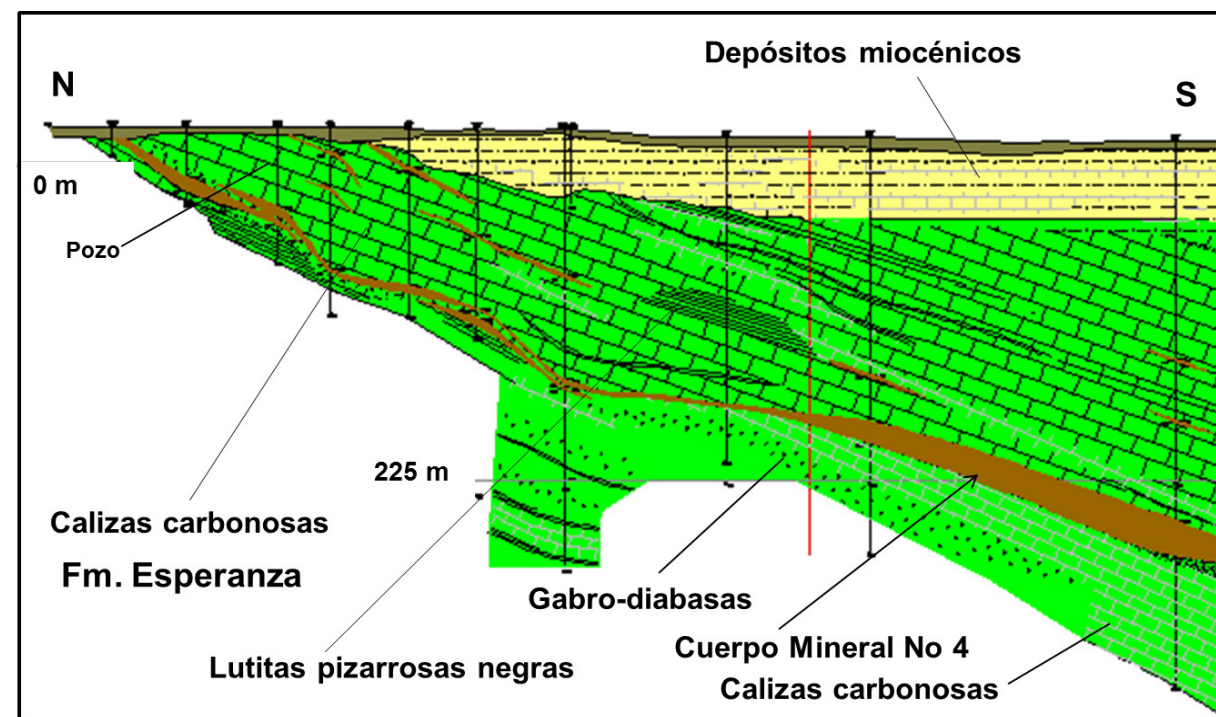 Depósitos miocénicos
N
S
0 m
Pozo
225 m
Calizas carbonosas
Fm. Esperanza
Gabro-diabasas
Lutitas pizarrosas negras
Cuerpo Mineral No 4
Calizas carbonosas